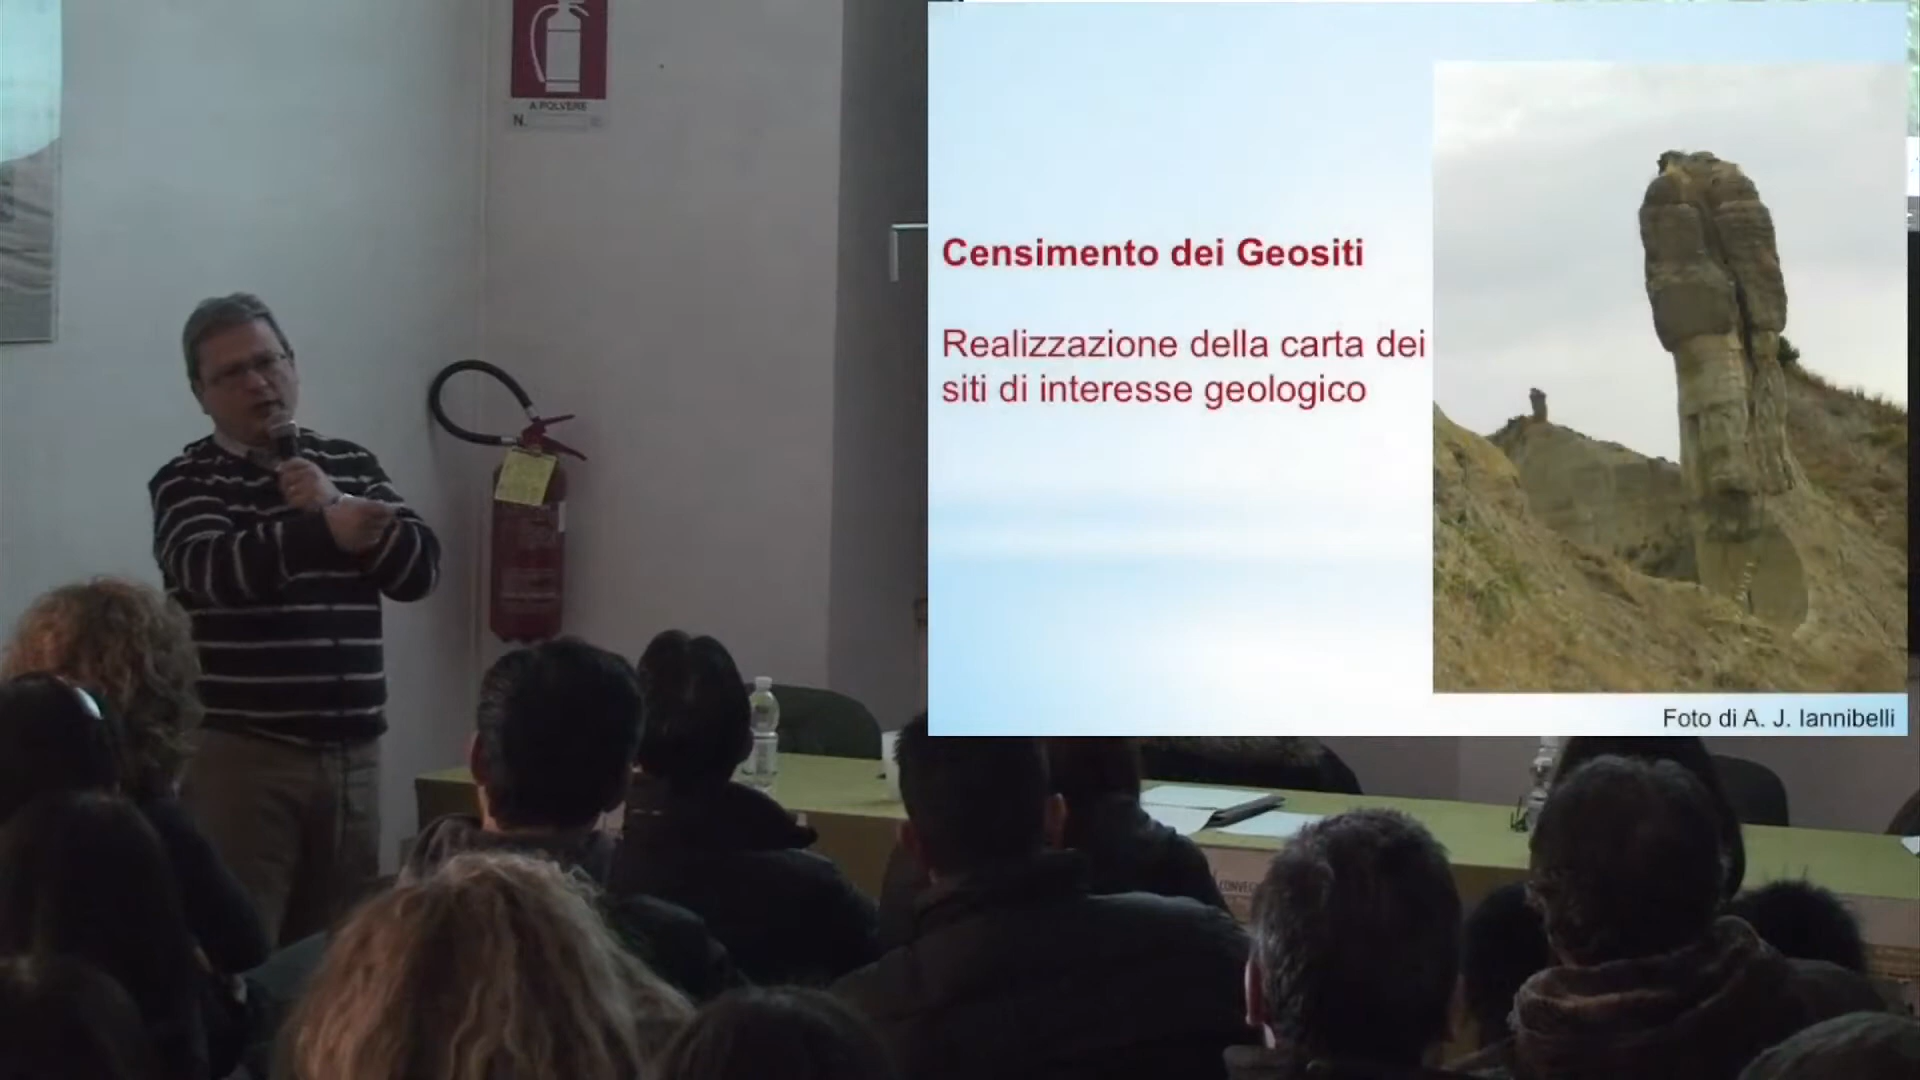 A POLVERE
N.
Censimento dei Geositi
Realizzazione della carta dei
siti di interesse geologico
Foto di A. J. Iannibelli